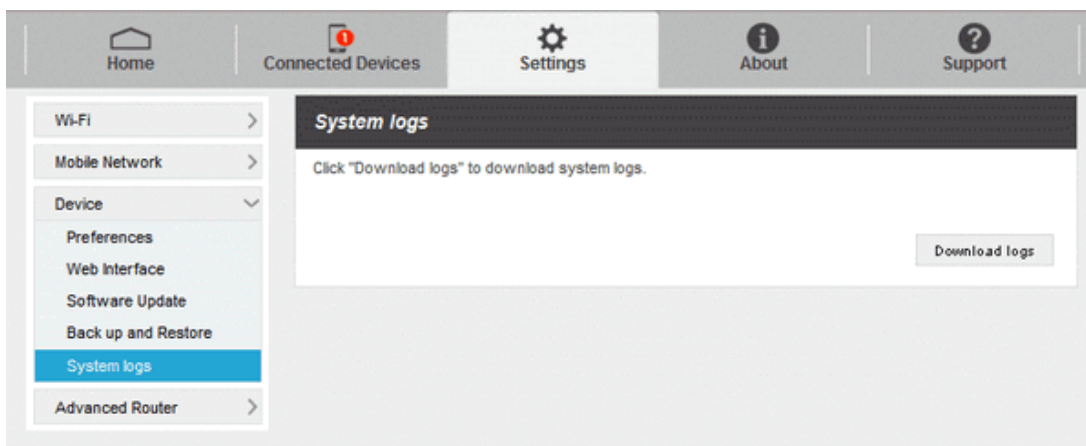 Home
1
Connected Devices
Settings
About
Support
Wi-Fi
Mobile Network
Device
Preferences
Web Interface
Software Update
Back up and Restore
System logs
Advanced Router
System logs
Click "Download logs" to download system logs.
Download logs